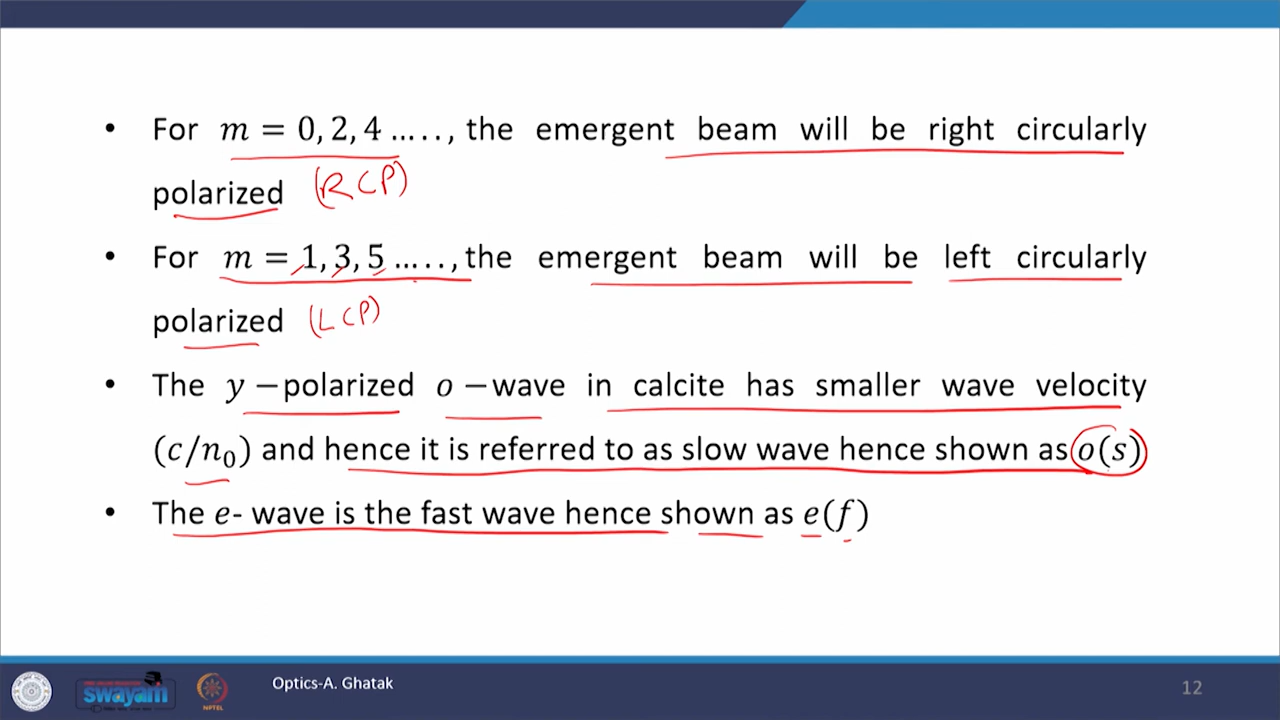 • For m = 0, 2, 4 ....., the emergent beam will be right circularly
polarized (RCP)
• For m = 1, 3, 5 ....., the emergent beam will be left circularly
polarized (LCP)
• The y −polarized o −wave in calcite has smaller wave velocity
(c/n₀) and hence it is referred to as slow wave hence shown as o(s)
• The e- wave is the fast wave hence shown as e(f)
swayam
NPTEL
Optics-A. Ghatak
12